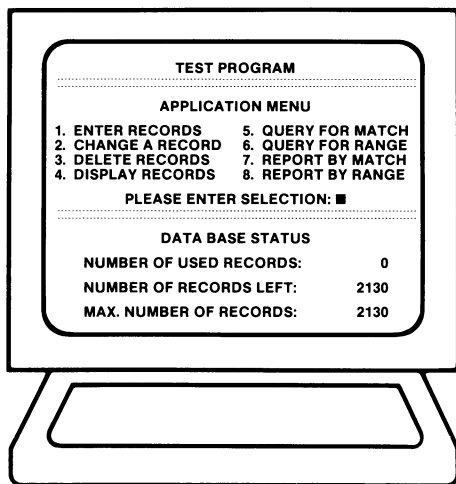 TEST PROGRAM
APPLICATION MENU
1. ENTER RECORDS 5. QUERY FOR MATCH
2. CHANGE A RECORD 6. QUERY FOR RANGE
3. DELETE RECORDS 7. REPORT BY MATCH
4. DISPLAY RECORDS 8. REPORT BY RANGE
PLEASE ENTER SELECTION: ■
DATA BASE STATUS
NUMBER OF USED RECORDS: 0
NUMBER OF RECORDS LEFT: 2130
MAX. NUMBER OF RECORDS: 2130